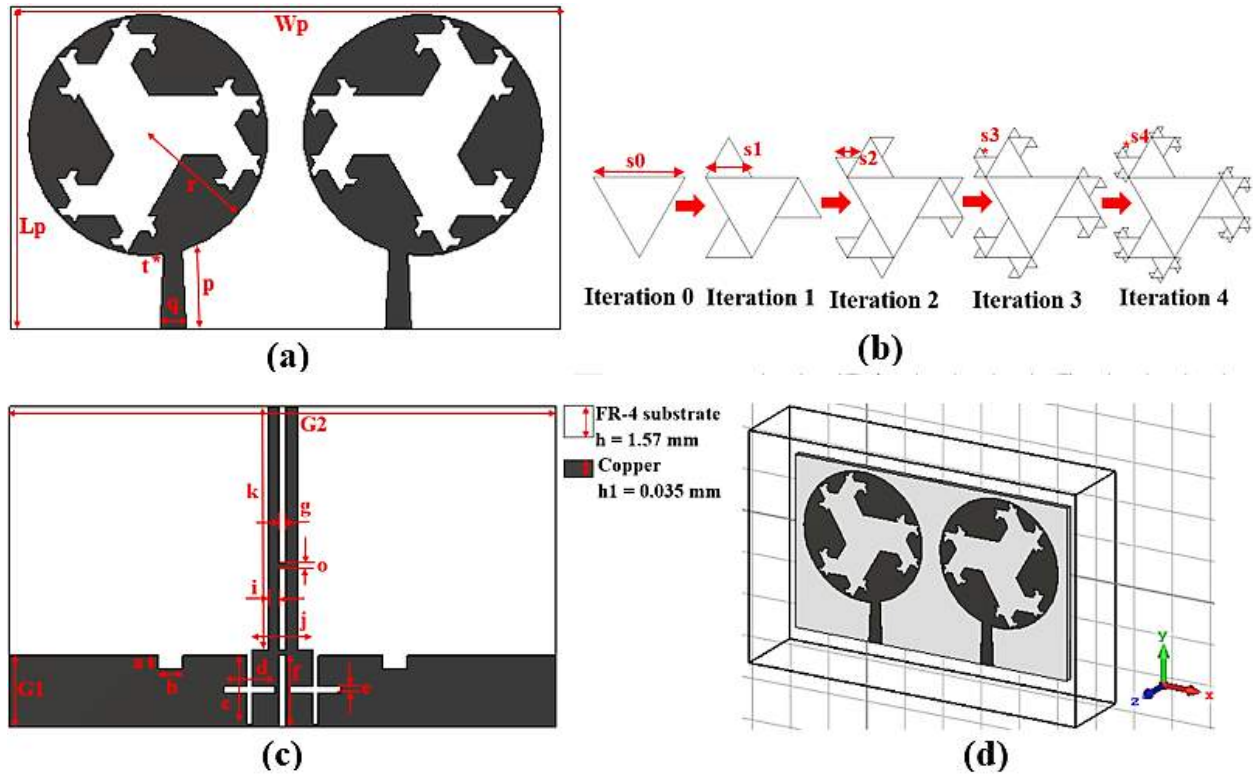 Wp
r
Lp
t
p
q
(a)
s0
s1
s2
s3
s4
Iteration 0 Iteration 1 Iteration 2 Iteration 3 Iteration 4
(b)
G2
k
g
o
i
j
a
b
d
f
e
c
G1
(c)
FR-4 substrate
h = 1.57 mm
Copper
h1 = 0.035 mm
y
x
z
(d)